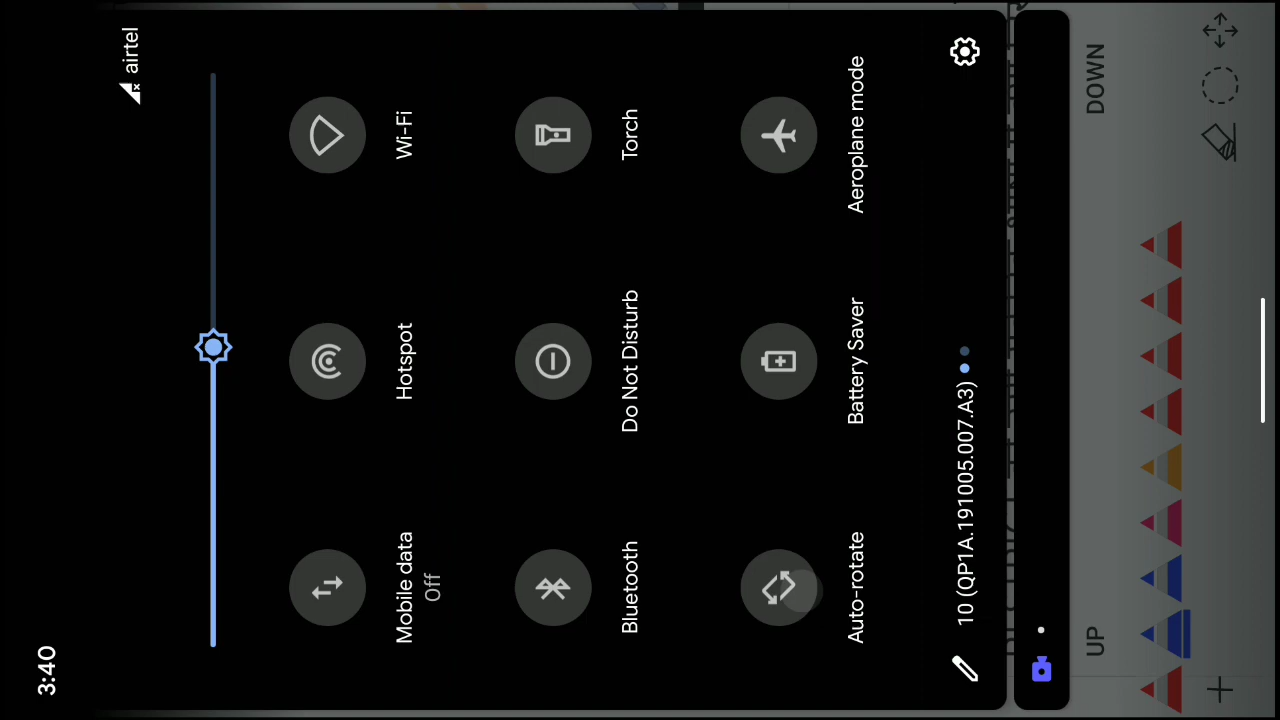 3:40
airtel
Mobile data
Off
Hotspot
Wi-Fi
Bluetooth
Do Not Disturb
Torch
Auto-rotate
Battery Saver
Aeroplane mode
10 (QP1A.191005.007.A3)
UP
DOWN